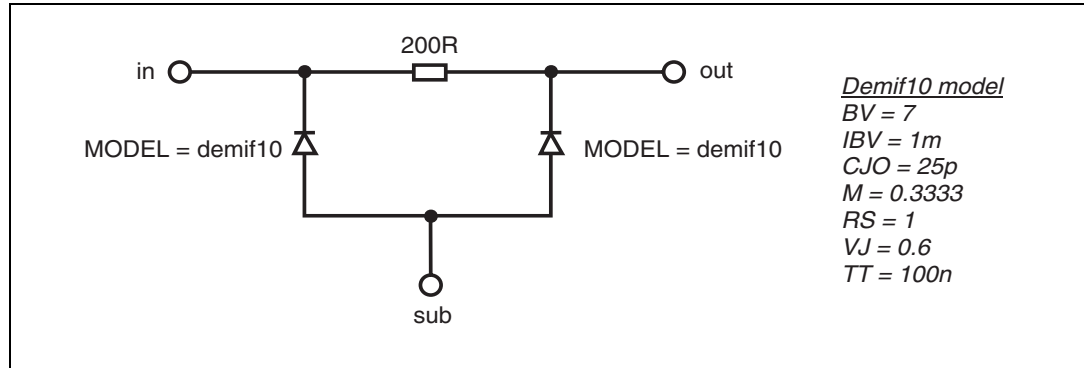 200R
in
out
MODEL = demif10
MODEL = demif10
sub
Demif10 model
BV = 7
IBV = 1m
CJO = 25p
M = 0.3333
RS = 1
VJ = 0.6
TT = 100n